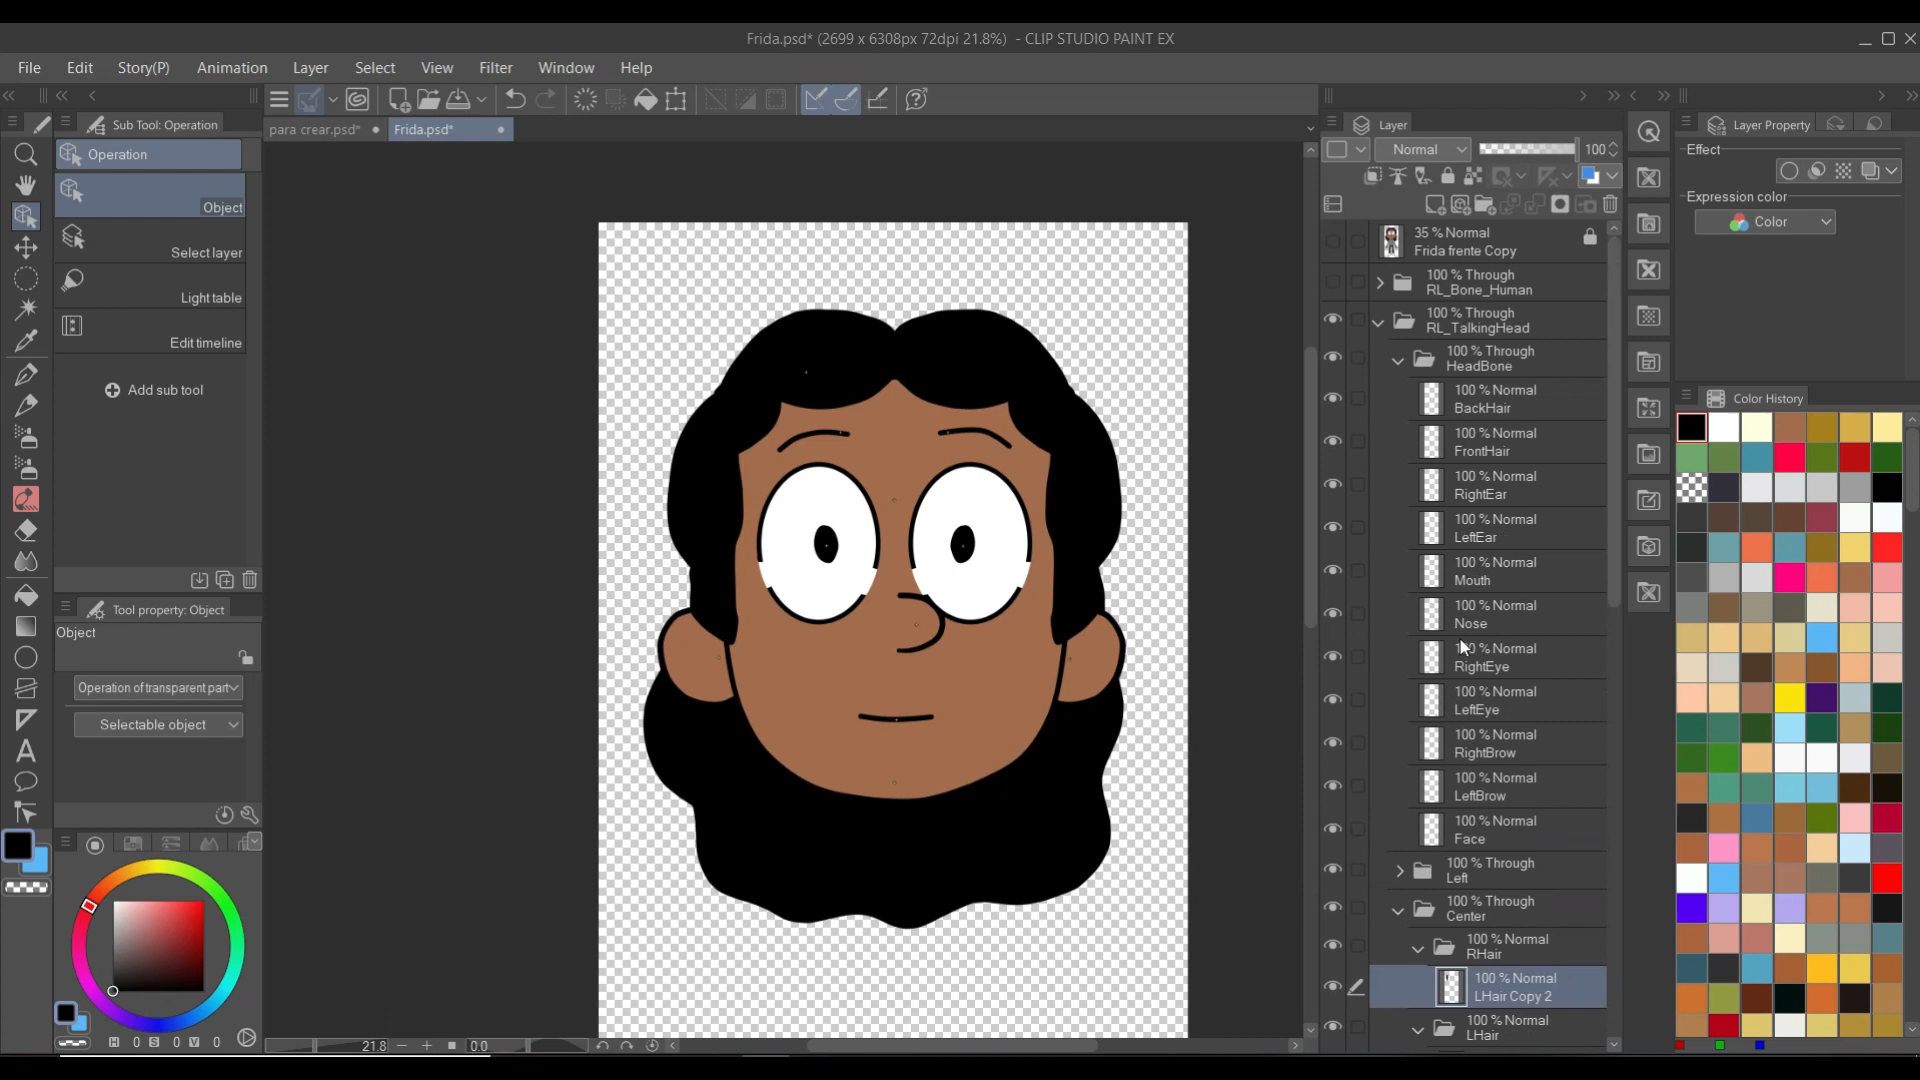 Frida.psd* (2699 x 6308px 72dpi 21.8%) - CLIP STUDIO PAINT EX
File Edit Story(P) Animation Layer Select View Filter Window Help
para crear.psd*
Frida.psd*
Sub Tool: Operation
Operation
Object
Select layer
Light table
Edit timeline
Add sub tool
Tool property: Object
Object
Operation of transparent part
Selectable object
H 0 S 0 V 0
21.8
0.0
Layer
Normal
100
35 % Normal
Frida frente Copy
100 % Through
RL_Bone_Human
100 % Through
RL_TalkingHead
100 % Through
HeadBone
100 % Normal
BackHair
100 % Normal
FrontHair
100 % Normal
RightEar
100 % Normal
LeftEar
100 % Normal
Mouth
100 % Normal
Nose
% Normal
RightEye
100 % Normal
LeftEye
100 % Normal
RightBrow
100 % Normal
LeftBrow
100 % Normal
Face
100 % Through
Left
100 % Through
Center
100 % Normal
RHair
100 % Normal
LHair Copy 2
100 % Normal
LHair
Layer Property
Effect
Expression color
Color
Color History